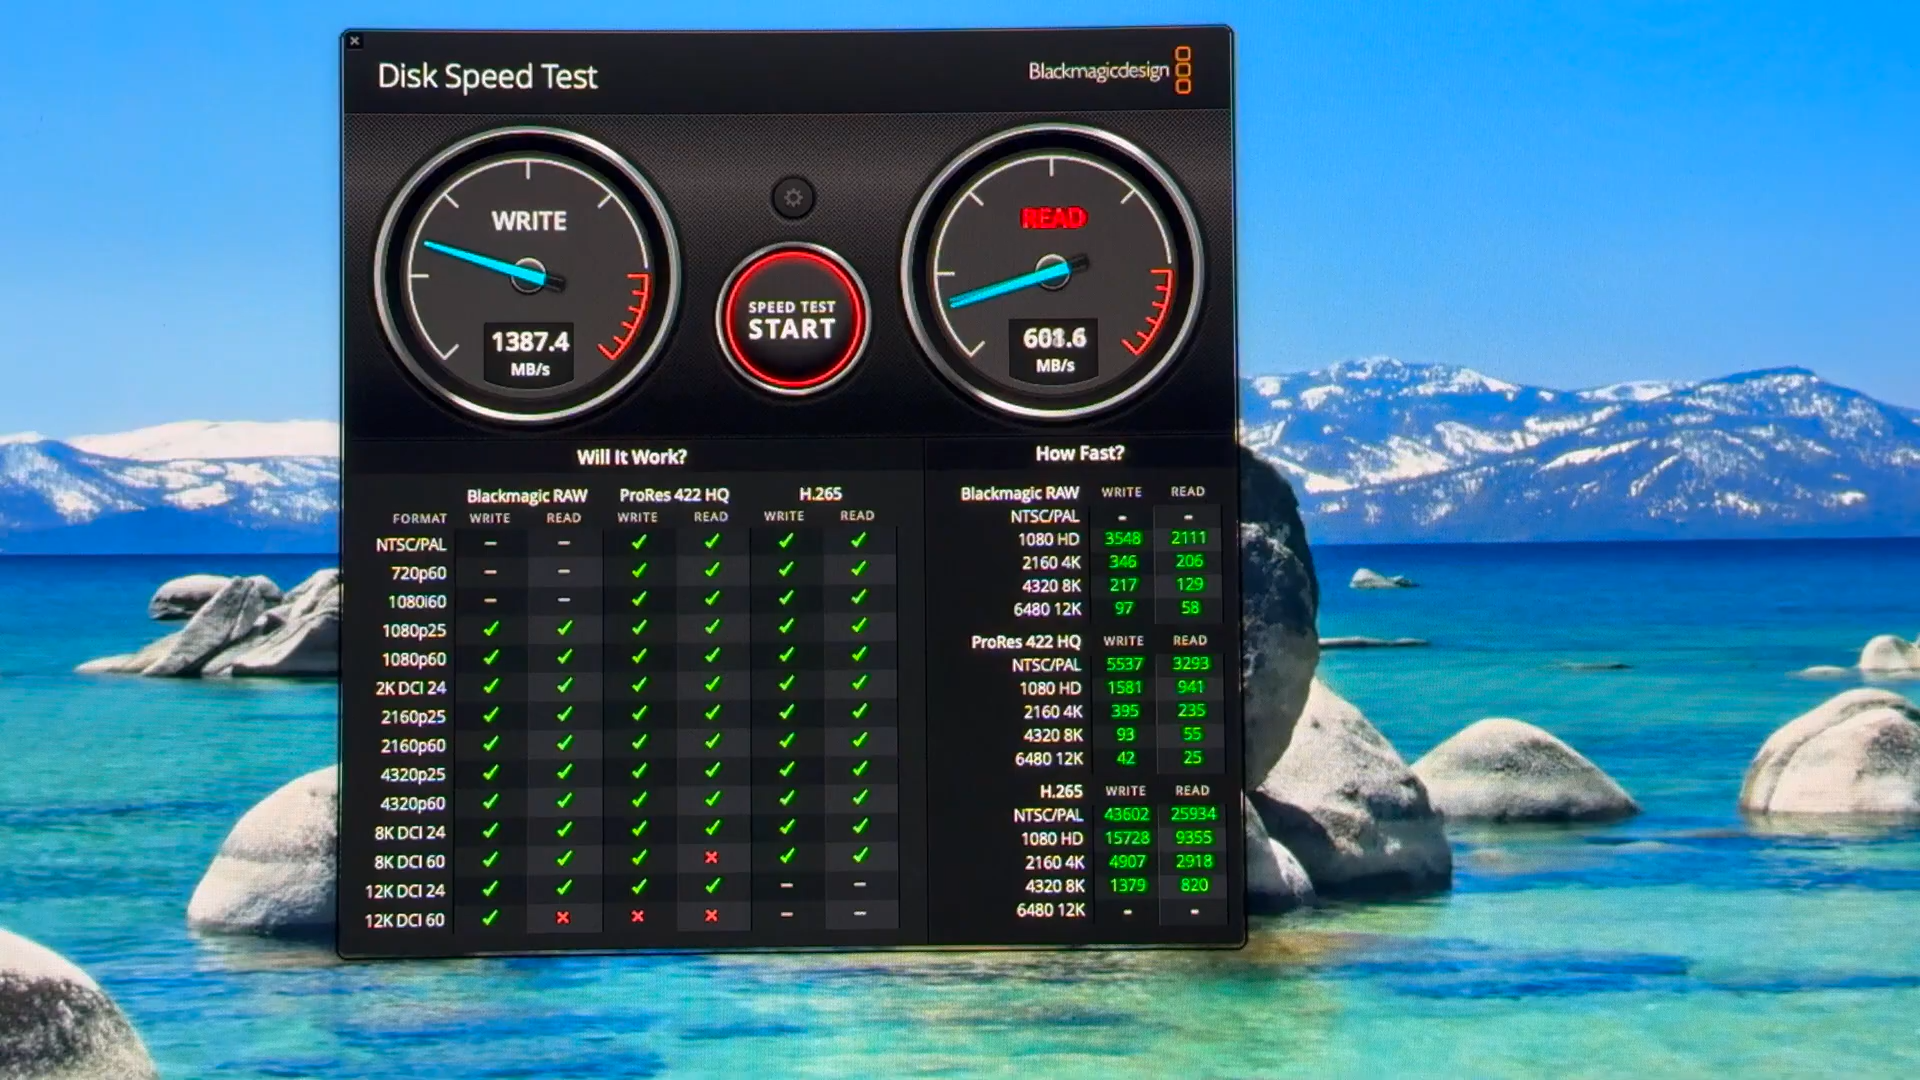 Disk Speed Test
Blackmagicdesign
WRITE
1387.4
MB/s
SPEED TEST
START
READ
MB/s
Will It Work?
Blackmagic RAW ProRes 422 HQ H.265
FORMAT WRITE READ WRITE READ WRITE READ
NTSC/PAL – – ✓ ✓ ✓ ✓
720p60 – – ✓ ✓ ✓ ✓
1080i60 – – ✓ ✓ ✓ ✓
1080p25 ✓ ✓ ✓ ✓ ✓ ✓
1080p60 ✓ ✓ ✓ ✓ ✓ ✓
2K DCI 24 ✓ ✓ ✓ ✓ ✓ ✓
2160p25 ✓ ✓ ✓ ✓ ✓ ✓
2160p60 ✓ ✓ ✓ ✓ ✓ ✓
4320p25 ✓ ✓ ✓ ✓ ✓ ✓
4320p60 ✓ ✓ ✓ ✓ ✓ ✓
8K DCI 24 ✓ ✓ ✓ ✓ ✓ ✓
8K DCI 60 ✓ ✓ ✓ ✗ ✓ ✓
12K DCI 24 ✓ ✓ ✓ ✓ – –
12K DCI 60 ✓ ✗ ✗ ✗ – –
How Fast?
Blackmagic RAW WRITE READ
NTSC/PAL - -
1080 HD 3548 2111
2160 4K 346 206
4320 8K 217 129
6480 12K 97 58
ProRes 422 HQ WRITE READ
NTSC/PAL 5537 3293
1080 HD 1581 941
2160 4K 395 235
4320 8K 93 55
6480 12K 42 25
H.265 WRITE READ
NTSC/PAL 43602 25934
1080 HD 15728 9355
2160 4K 4907 2918
4320 8K 1379 820
6480 12K - -